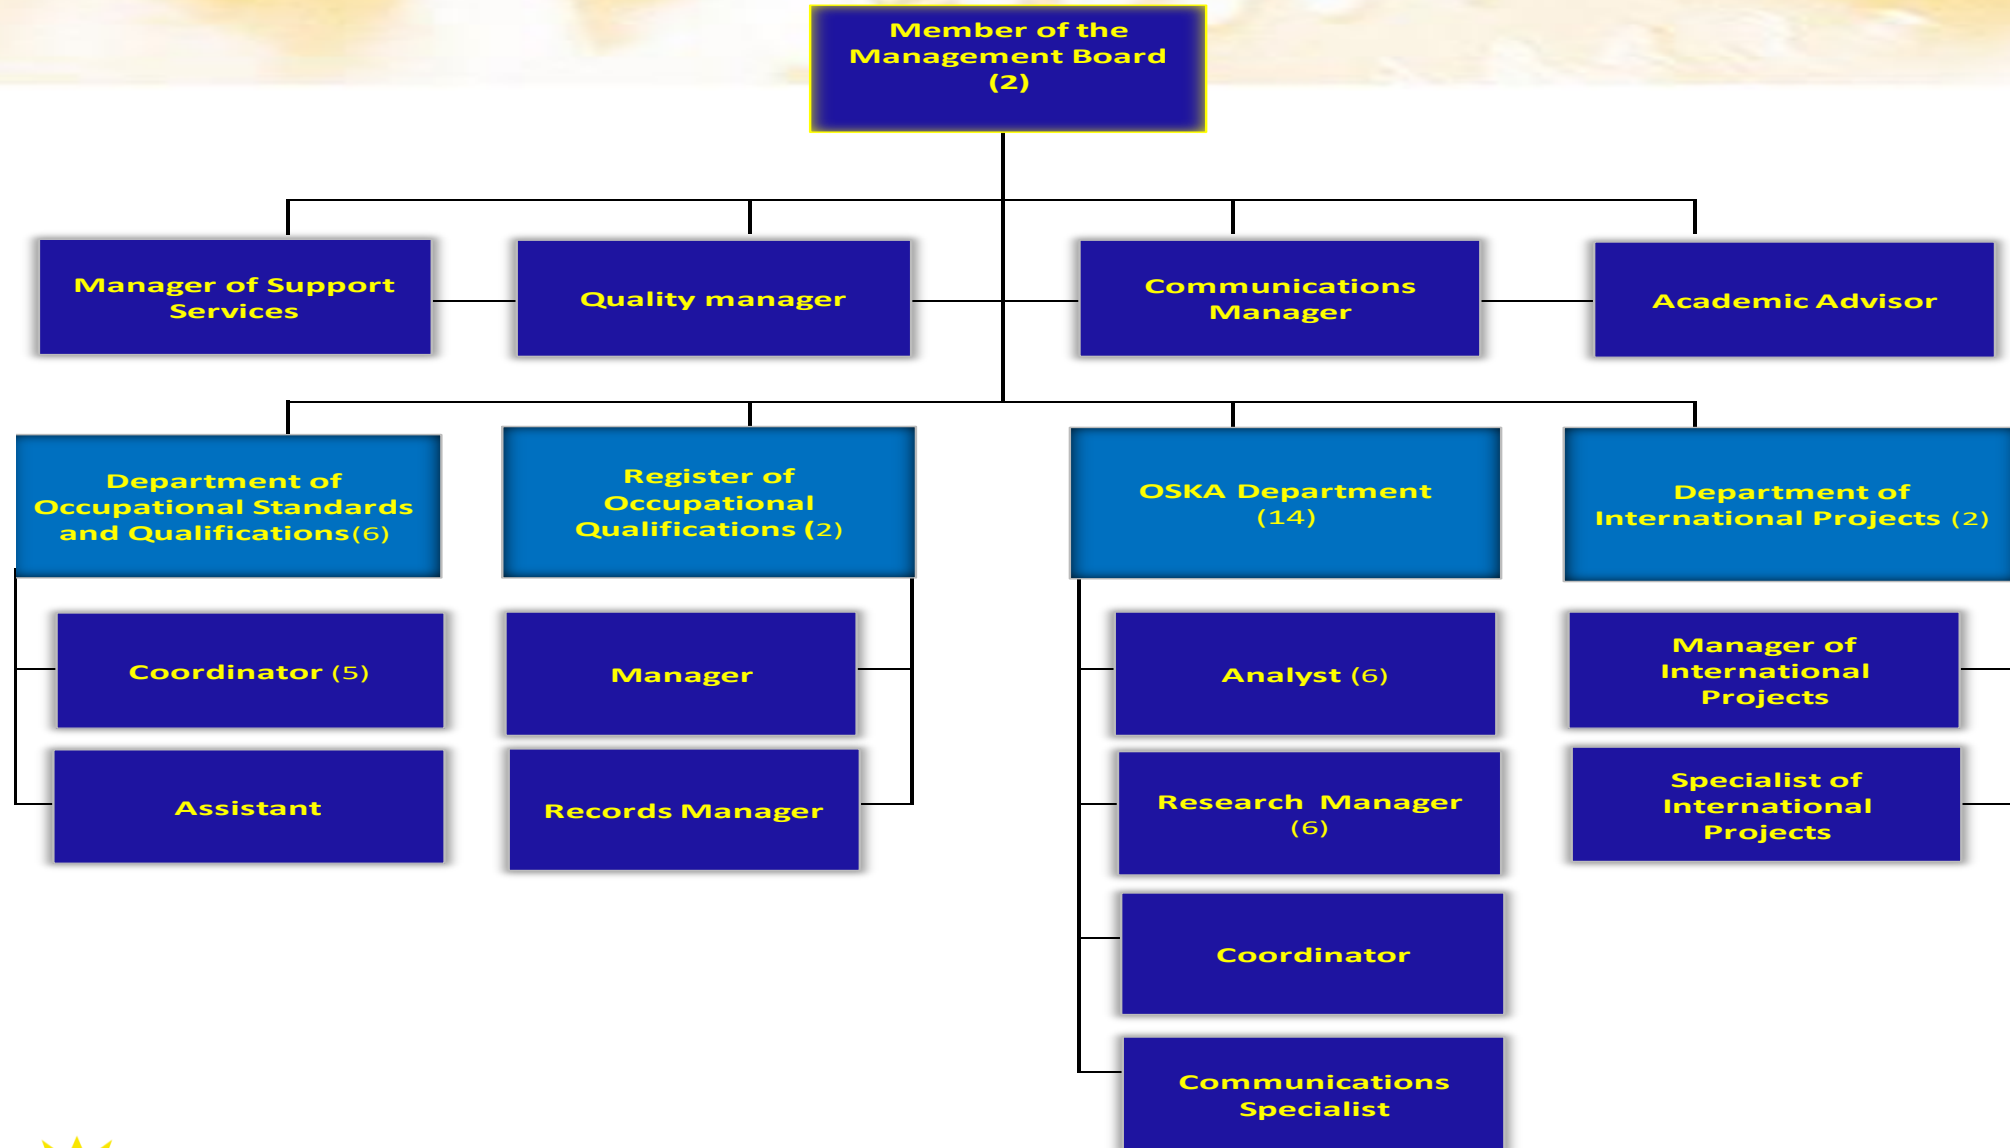 Member of the
Management Board
(2)
Manager of Support
Services
Quality manager
Communications
Manager
Academic Advisor
Department of
Occupational Standards
and Qualifications(6)
Register of
Occupational
Qualifications (2)
OSKA Department
(14)
Department of
International Projects (2)
Coordinator (5)
Assistant
Manager
Records Manager
Analyst (6)
Research  Manager
(6)
Coordinator
Communications
Specialist
Manager of
International
Projects
Specialist of
International
Projects